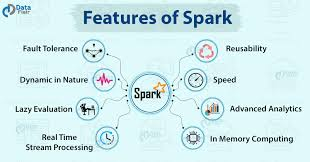 Data
Flair
Features of Spark
Fault Tolerance
Reusability
Dynamic in Nature
Speed
Spark
Lazy Evaluation
Advanced Analytics
Real Time
Stream Processing
In Memory Computing